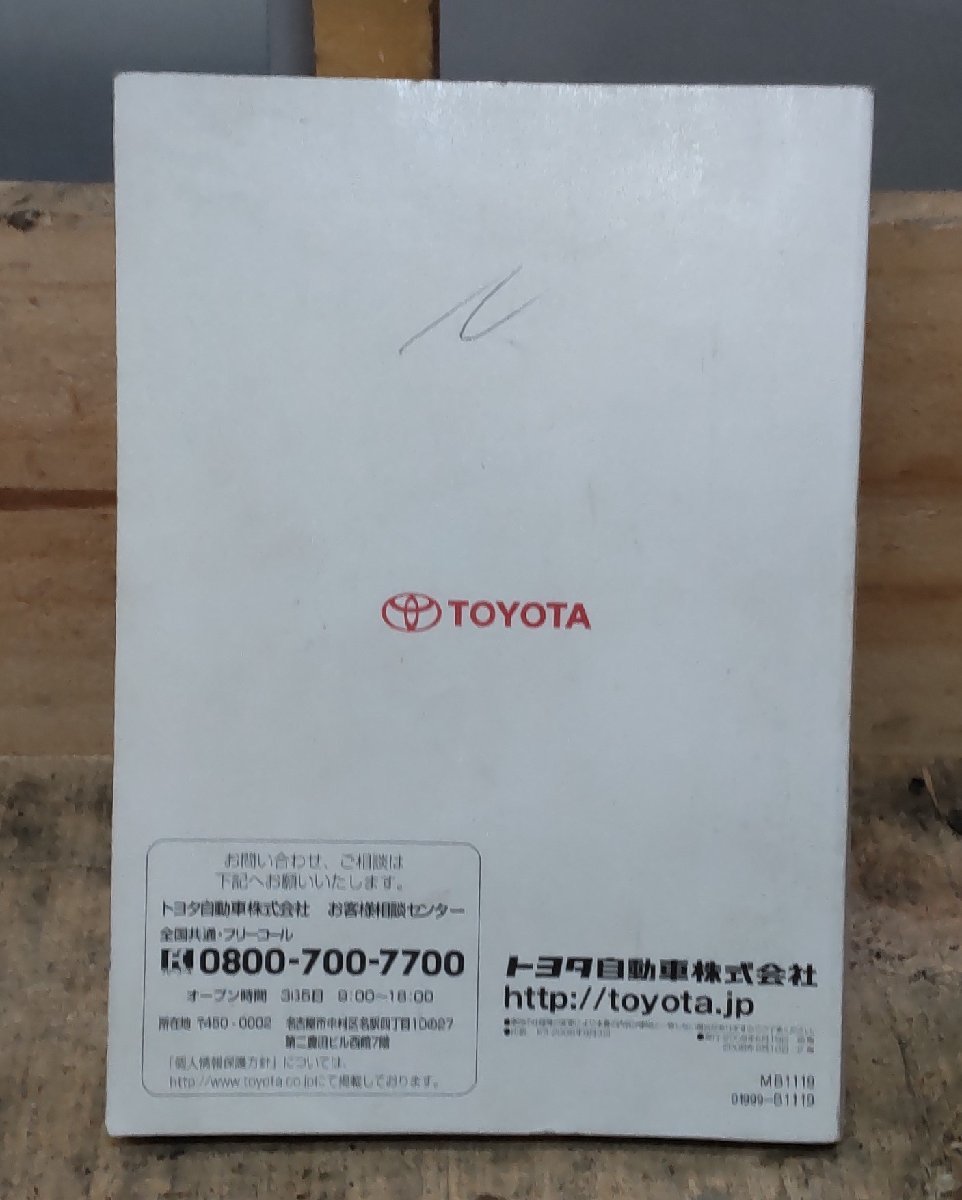 TOYOTA
お問い合わせ、ご相談は
下記へお願いいたします。
トヨタ自動車株式会社 お客様相談センター
全国共通・フリーコール
0800-700-7700
オープン時間 365日 9:00~18:00
所在地 〒450-0002 名古屋市中村区名駅四丁目10の27
第二豊田ビル西館7階
「個人情報保護方針」については、
http://www.toyota.co.jpにて掲載しております。
トヨタ自動車株式会社
http://toyota.jp
MB1119
01999-B1119